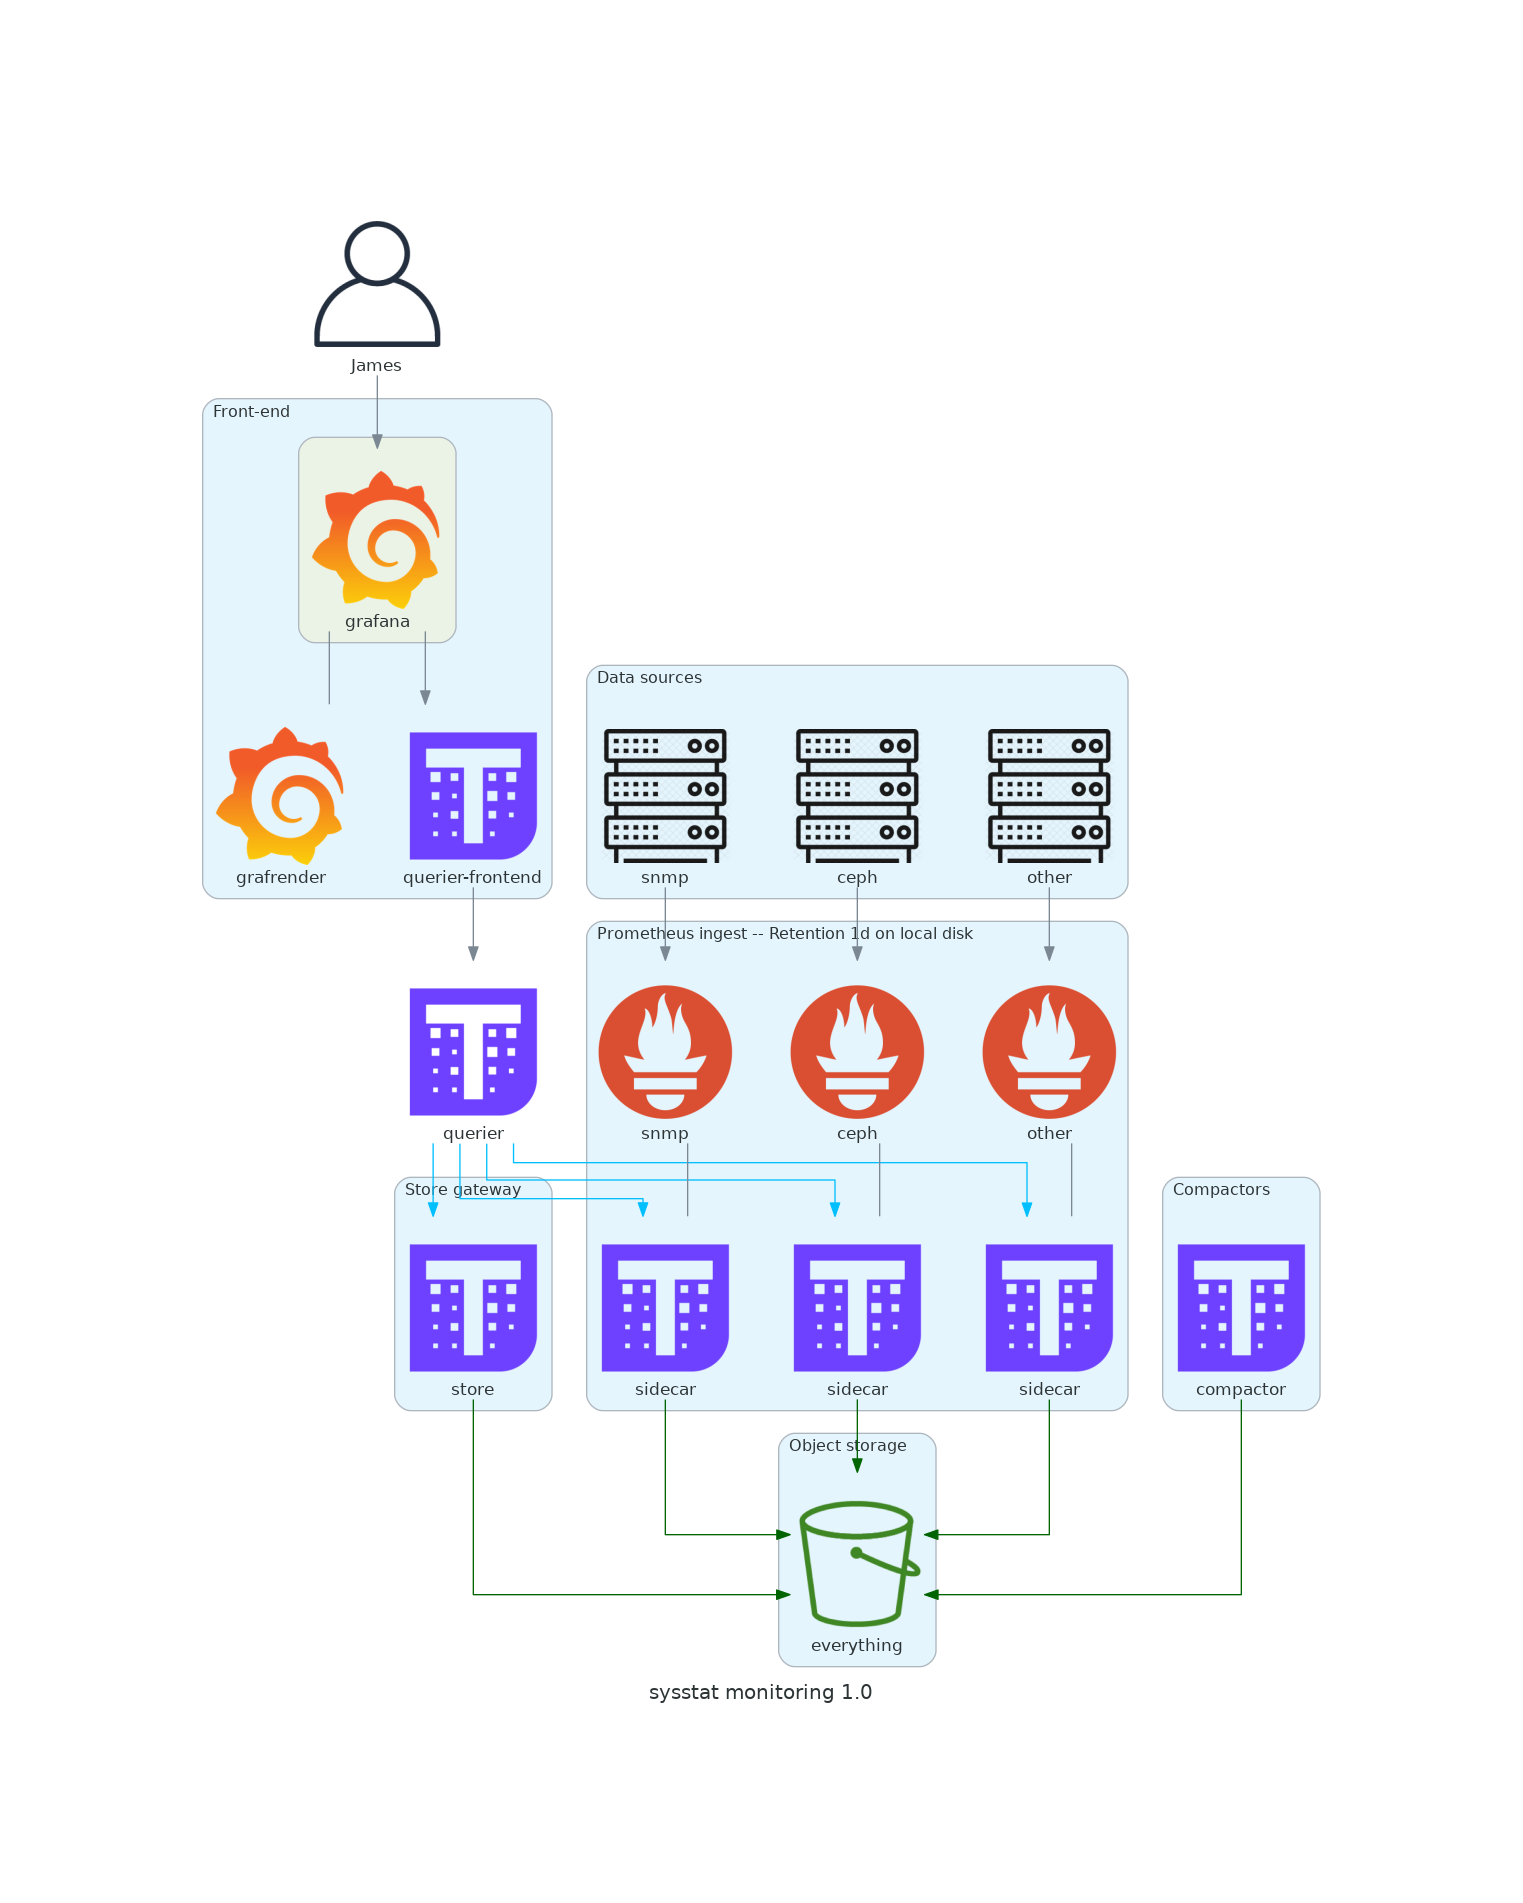 James
Front-end
grafana
Data sources
grafrender
querier-frontend
snmp
ceph
other
Prometheus ingest -- Retention 1d on local disk
querier
snmp
ceph
other
Store gateway
Compactors
store
sidecar
sidecar
sidecar
compactor
Object storage
everything
sysstat monitoring 1.0